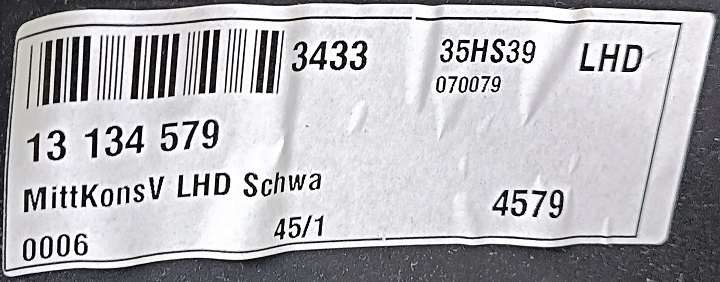 3433 35HS39 LHD
070079
13 134 579
MittKonsV LHD Schwa
4579
0006 45/1